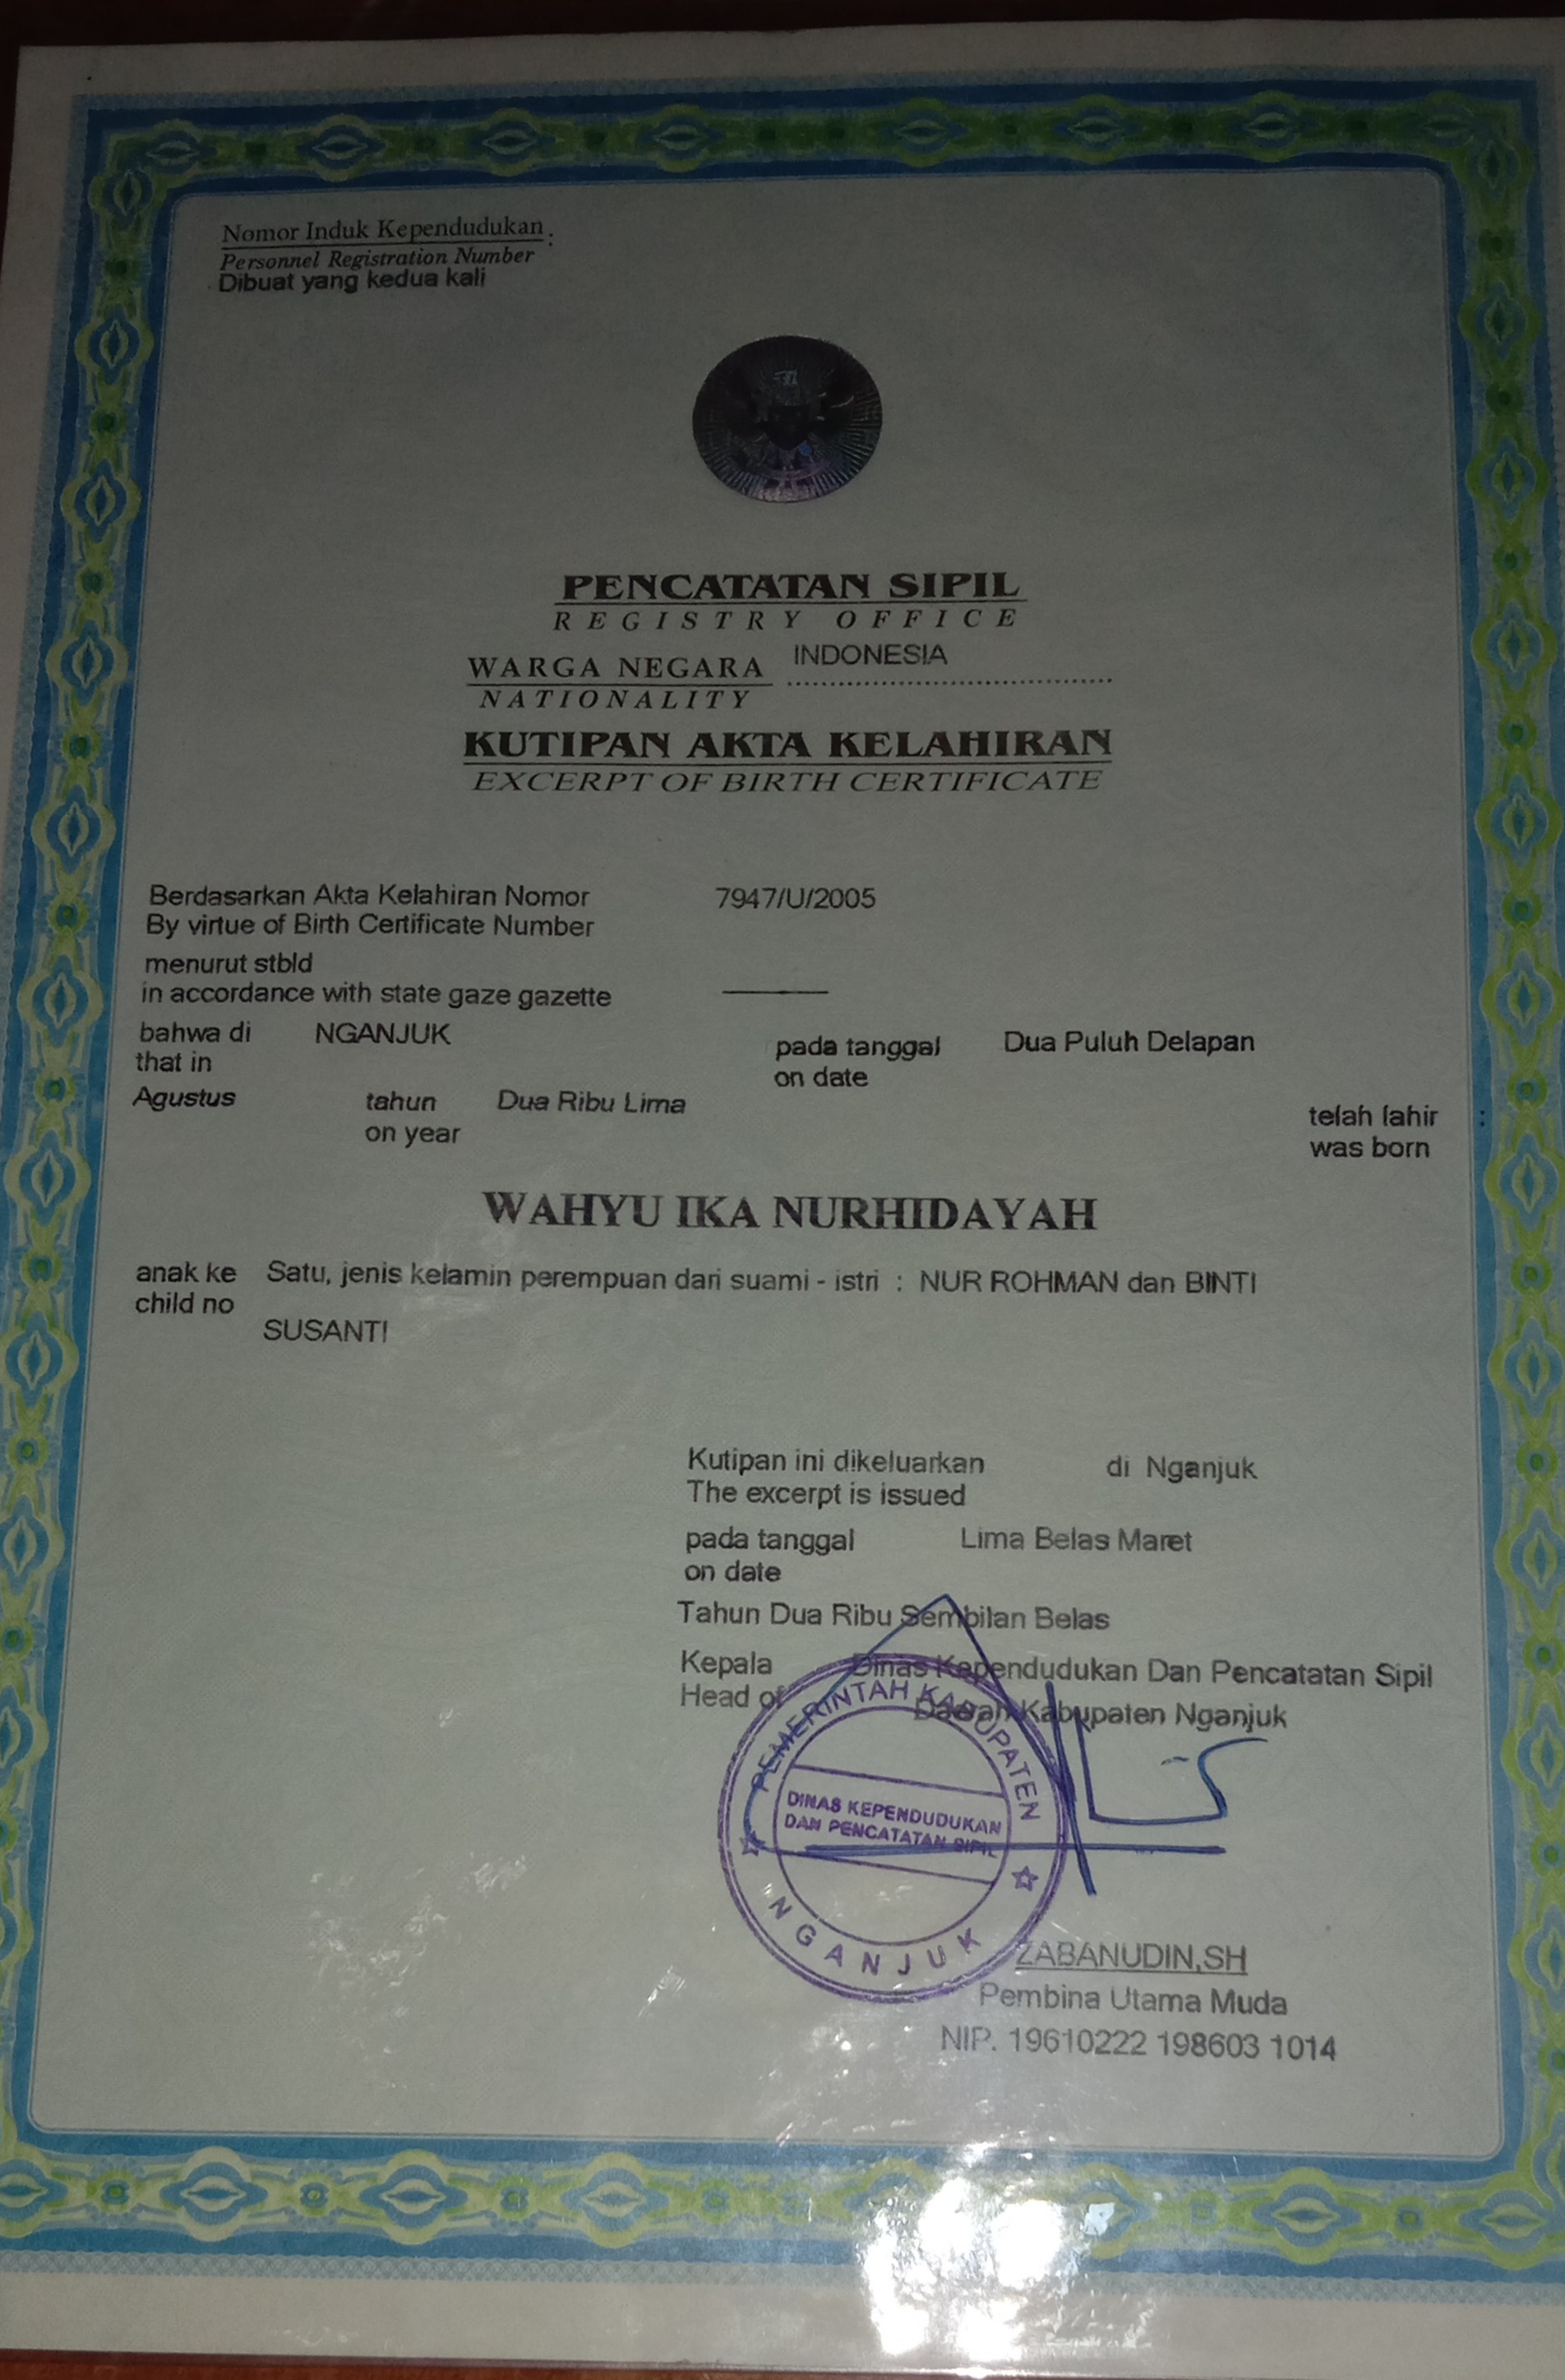 Nomor Induk Kependudukan :
Personnel Registration Number
Dibuat yang kedua kali
PENCATATAN SIPIL
REGISTRY OFFICE
WARGA NEGARA INDONESIA
NATIONALITY
KUTIPAN AKTA KELAHIRAN
EXCERPT OF BIRTH CERTIFICATE
Berdasarkan Akta Kelahiran Nomor 7947/U/2005
By virtue of Birth Certificate Number
menurut stbld
in accordance with state gaze gazette
bahwa di NGANJUK pada tanggal Dua Puluh Delapan
that in on date
Agustus tahun Dua Ribu Lima telah lahir :
on year was born
WAHYU IKA NURHIDAYAH
anak ke Satu, jenis kelamin perempuan dari suami - istri : NUR ROHMAN dan BINTI
child no
SUSANTI
Kutipan ini dikeluarkan di Nganjuk
The excerpt is issued
pada tanggal Lima Belas Maret
on date
Tahun Dua Ribu Sembilan Belas
Kepala Dinas Kependudukan Dan Pencatatan Sipil
Head of Daerah Kabupaten Nganjuk
PEMERINTAH KABUPATEN
DINAS KEPENDUDUKAN
DAN PENCATATAN SIPIL
NGANJUK
ZABANUDIN,SH
Pembina Utama Muda
NIP. 19610222 198603 1014